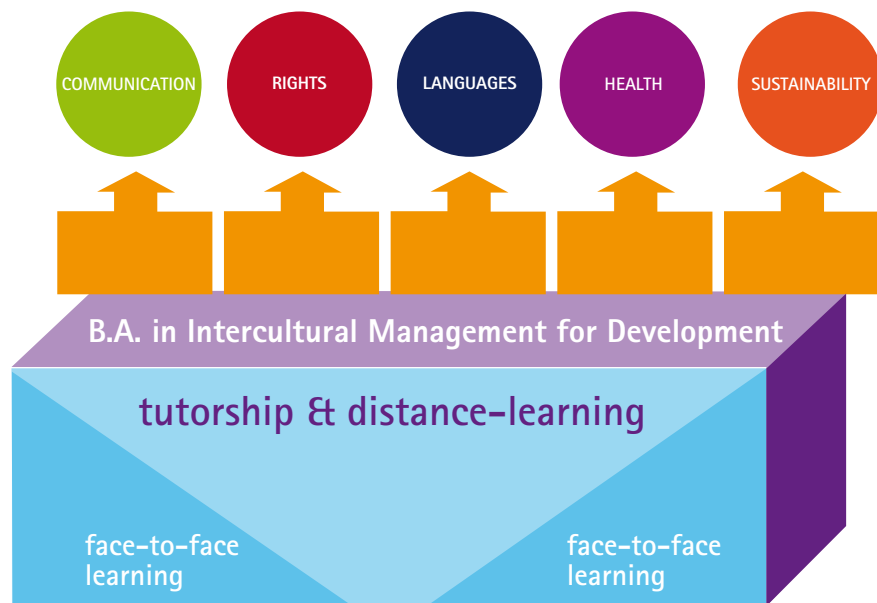 COMMUNICATION
RIGHTS
LANGUAGES
HEALTH
SUSTAINABILITY
B.A. in Intercultural Management for Development
tutorship & distance-learning
face-to-face
learning
face-to-face
learning